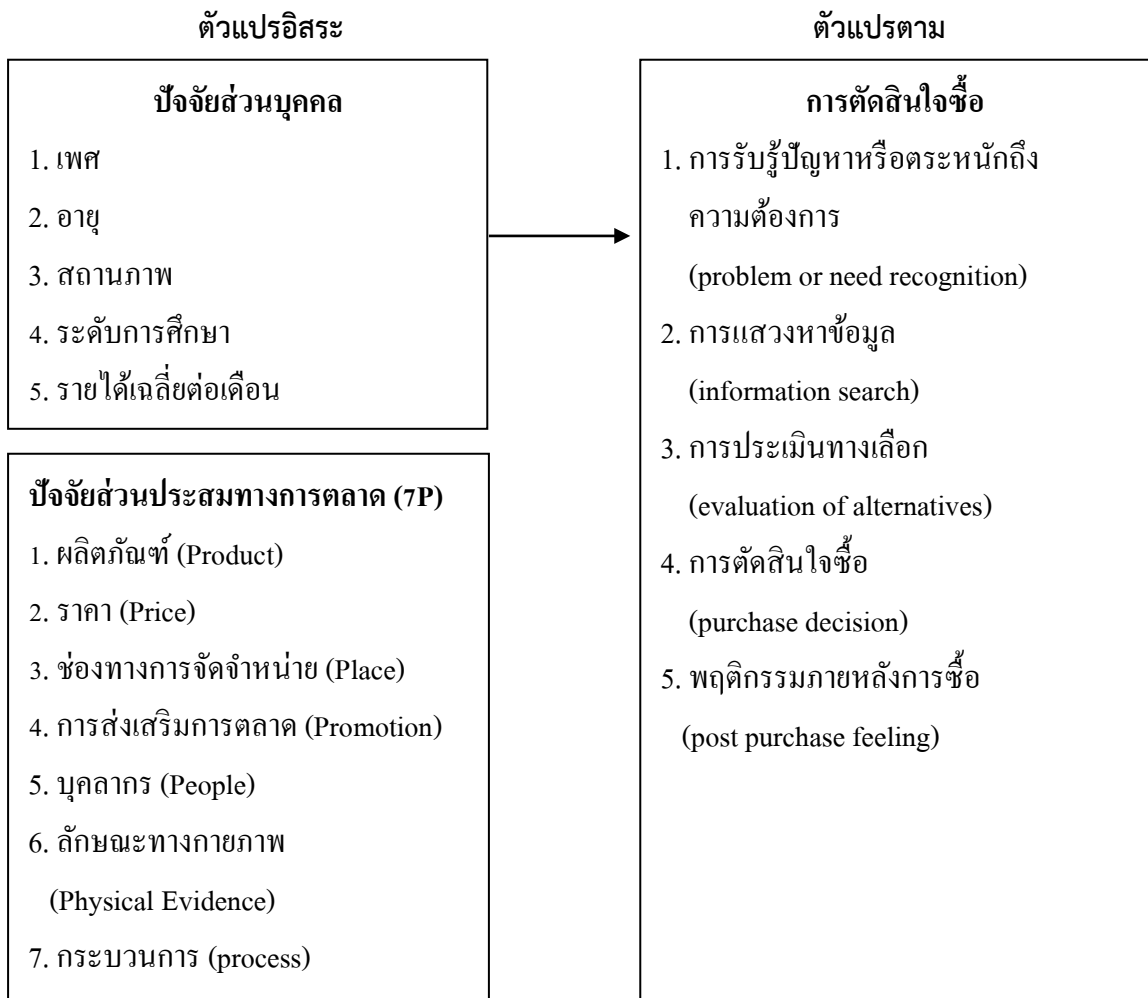 ตัวแปรอิสระ
ปัจจัยส่วนบุคคล
1. เพศ
2. อายุ
3. สถานภาพ
4. ระดับการศึกษา
5. รายได้เฉลี่ยต่อเดือน
ปัจจัยส่วนประสมทางการตลาด (7P)
1. ผลิตภัณฑ์ (Product)
2. ราคา (Price)
3. ช่องทางการจัดจำหน่าย (Place)
4. การส่งเสริมการตลาด (Promotion)
5. บุคลากร (People)
6. ลักษณะทางกายภาพ
(Physical Evidence)
7. กระบวนการ (process)
ตัวแปรตาม
การตัดสินใจซื้อ
1. การรับรู้ปัญหาหรือตระหนักถึง
ความต้องการ
(problem or need recognition)
2. การแสวงหาข้อมูล
(information search)
3. การประเมินทางเลือก
(evaluation of alternatives)
4. การตัดสินใจซื้อ
(purchase decision)
5. พฤติกรรมภายหลังการซื้อ
(post purchase feeling)